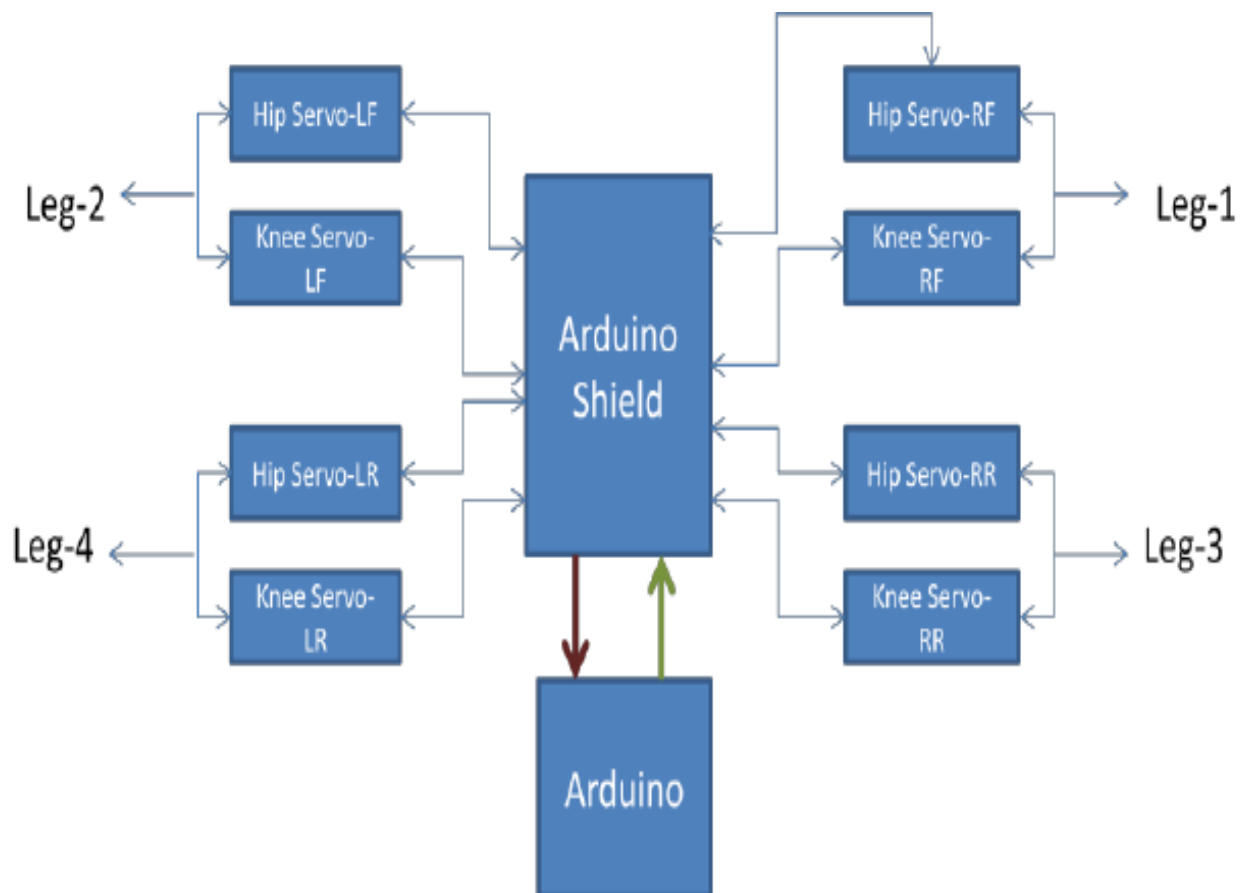 Hip Servo-LF
Hip Servo-RF
Leg-2
Leg-1
Knee Servo-
LF
Knee Servo-
RF
Arduino
Shield
Hip Servo-LR
Hip Servo-RR
Leg-4
Leg-3
Knee Servo-
LR
Knee Servo-
RR
Arduino